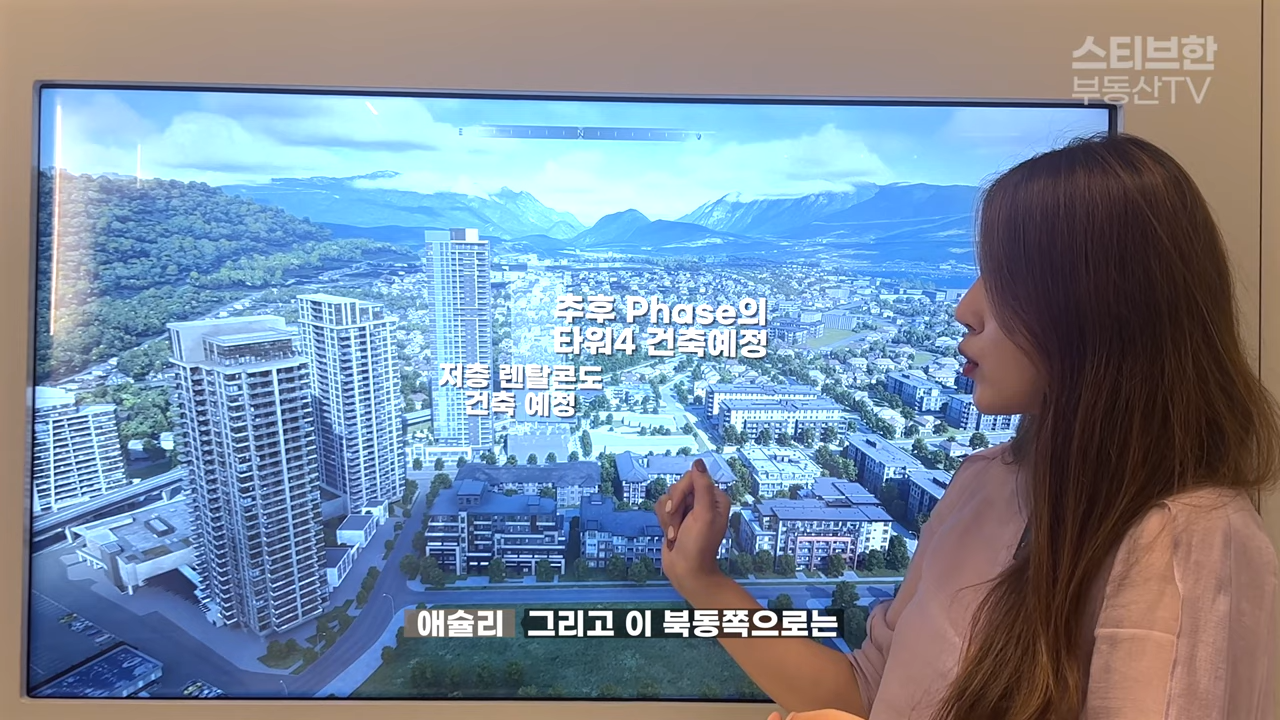 스티브한
부동산TV
E N W
추후 Phase의
타워4 건축예정
저층 렌탈콘도
건축 예정
애슐리 그리고 이 북동쪽으로는